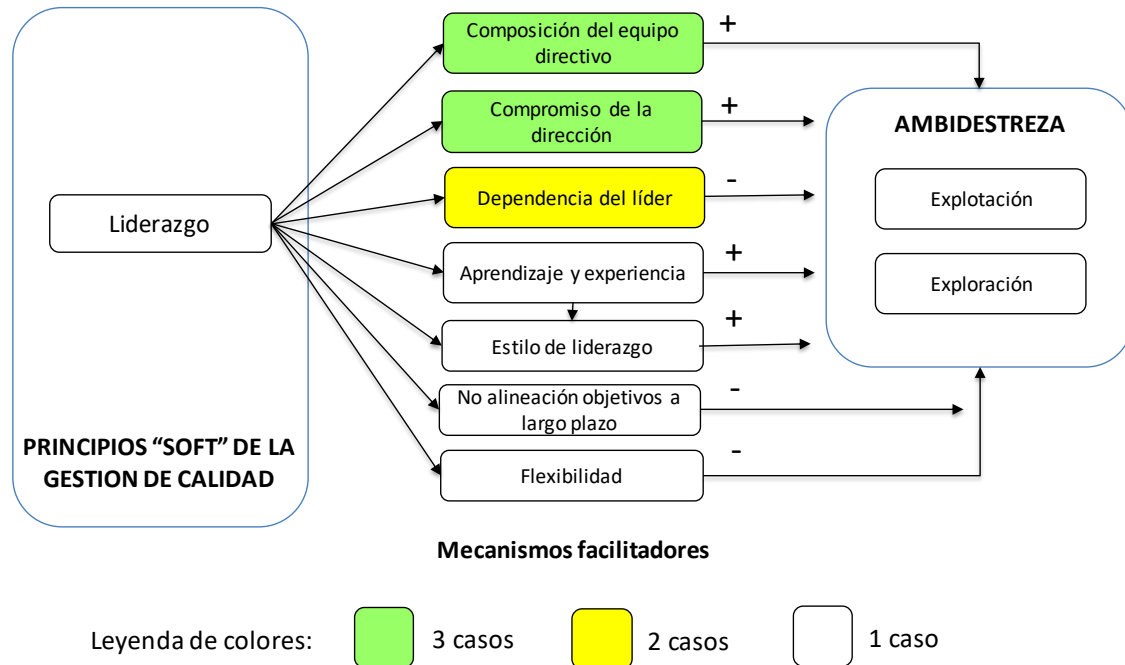 Composición del equipo
directivo
+
Compromiso de la
dirección
+
AMBIDESTREZA
Dependencia del líder
-
Explotación
Liderazgo
Aprendizaje y experiencia
+
Exploración
Estilo de liderazgo
+
No alineación objetivos a
largo plazo
-
PRINCIPIOS “SOFT” DE LA
GESTION DE CALIDAD
Flexibilidad
-
Mecanismos facilitadores
Leyenda de colores:
3 casos
2 casos
1 caso